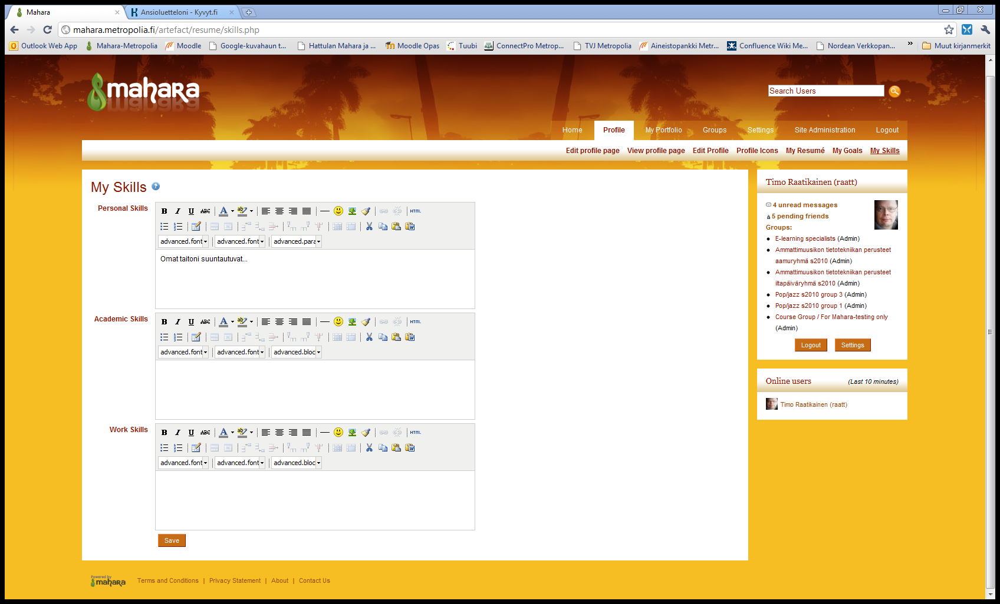 Mahara
Ansioluetteloni - Kyvyt.fi
mahara.metropolia.fi/artefact/resume/skills.php
Outlook Web App Mahara-Metropolia Moodle Google-kuvahaun t... Hattulan Mahara ja ... Moodle Opas Tuubi ConnectPro Metrop... TVJ Metropolia Aineistopankki Metr... Confluence Wiki Me... Nordean Verkkopan... » Muut kirjanmerkit
mahara
Search Users
Home Profile My Portfolio Groups Settings Site Administration Logout
Edit profile page View profile page Edit Profile Profile Icons My Resumé My Goals My Skills
My Skills
Personal Skills
B I U ABC A ab HTML
advanced.font advanced.font advanced.para
Omat taitoni suuntautuvat...
Academic Skills
B I U ABC A ab HTML
advanced.font advanced.font advanced.bloc
Work Skills
B I U ABC A ab HTML
advanced.font advanced.font advanced.bloc
Save
Timo Raatikainen (raatt)
4 unread messages
5 pending friends
Groups:
E-learning specialists (Admin)
Ammattimuusikon tietotekniikan perusteet
aamuryhmä s2010 (Admin)
Ammattimuusikon tietotekniikan perusteet
iltapäiväryhmä s2010 (Admin)
Pop/jazz s2010 group 3 (Admin)
Pop/jazz s2010 group 1 (Admin)
Course Group / For Mahara-testing only
(Admin)
Logout Settings
Online users (Last 10 minutes)
Timo Raatikainen (raatt)
Powered by
mahara
Terms and Conditions | Privacy Statement | About | Contact Us